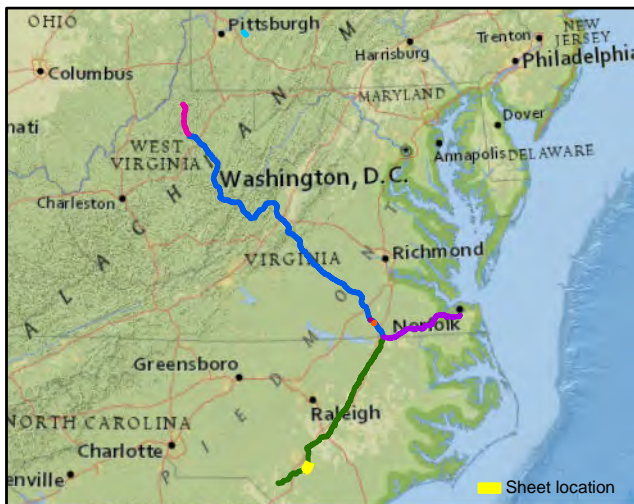 OHIO
Pittsburgh
Columbus
Harrisburg
Trenton
NEW
JERSEY
Philadelphia
MARYLAND
Dover
nati
WEST
VIRGINIA
Annapolis
DELAWARE
Washington, D.C.
Charleston
A P P A L A C H I A N M
VIRGINIA
Richmond
Norfolk
P I E D M O N T
Greensboro
Raleigh
NORTH CAROLINA
Charlotte
enville
Sheet location